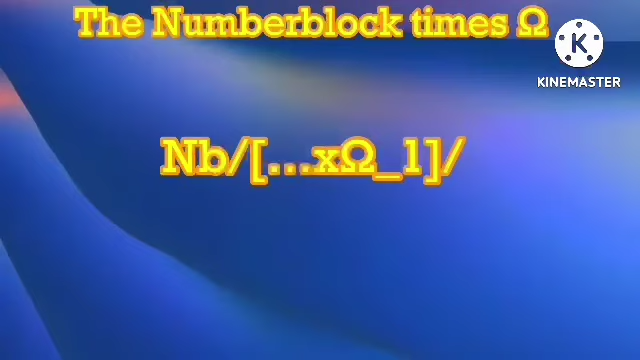 The Numberblock times Ω
KINEMASTER
Nb/[...xΩ_1]/